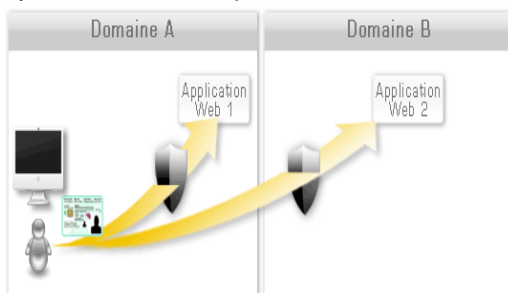 Domaine A
Domaine B
Application
Web 1
Application
Web 2